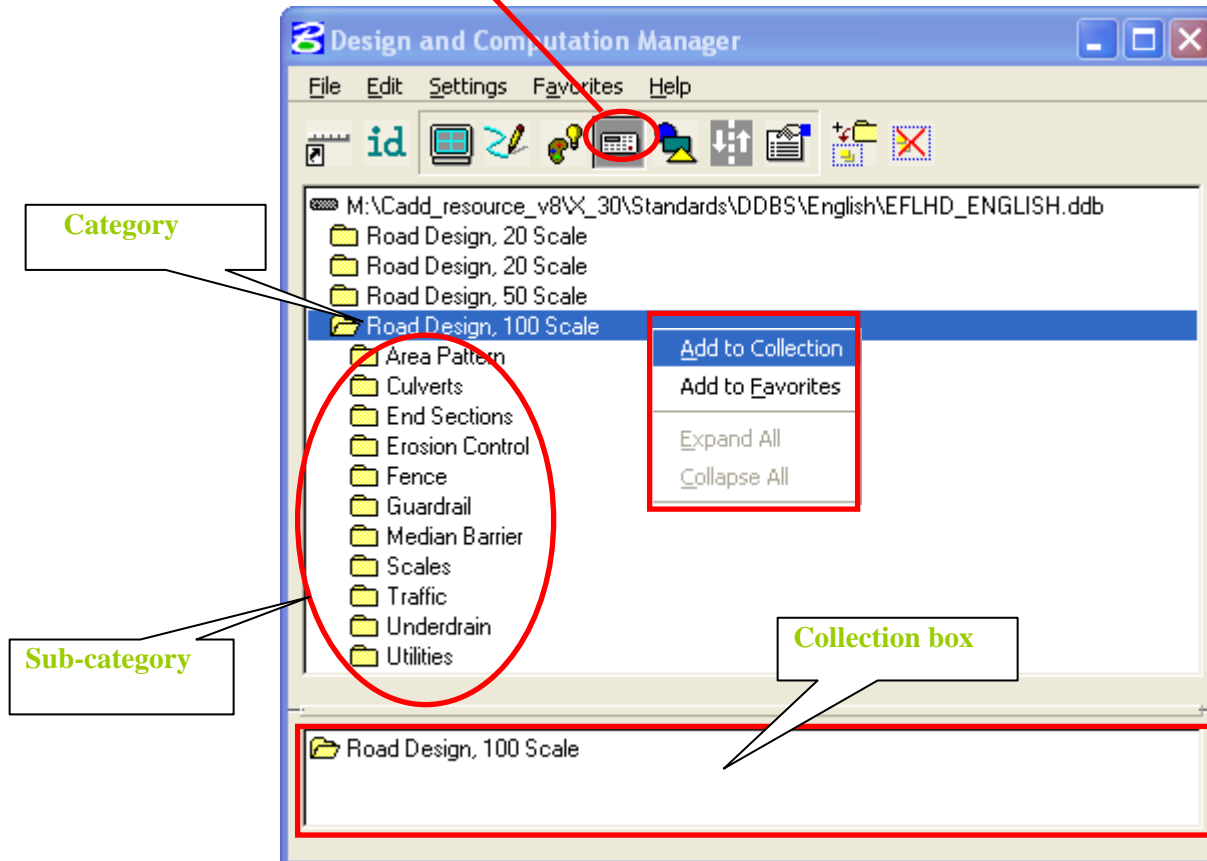 Design and Computation Manager
File Edit Settings Favorites Help
id
M:\Cadd_resource_v8\X_30\Standards\DDBS\English\EFLHD_ENGLISH.ddb
Category
Road Design, 20 Scale
Road Design, 20 Scale
Road Design, 50 Scale
Road Design, 100 Scale
Area Pattern
Culverts
End Sections
Erosion Control
Fence
Guardrail
Median Barrier
Scales
Traffic
Underdrain
Utilities
Add to Collection
Add to Favorites
Expand All
Collapse All
Sub-category
Collection box
Road Design, 100 Scale